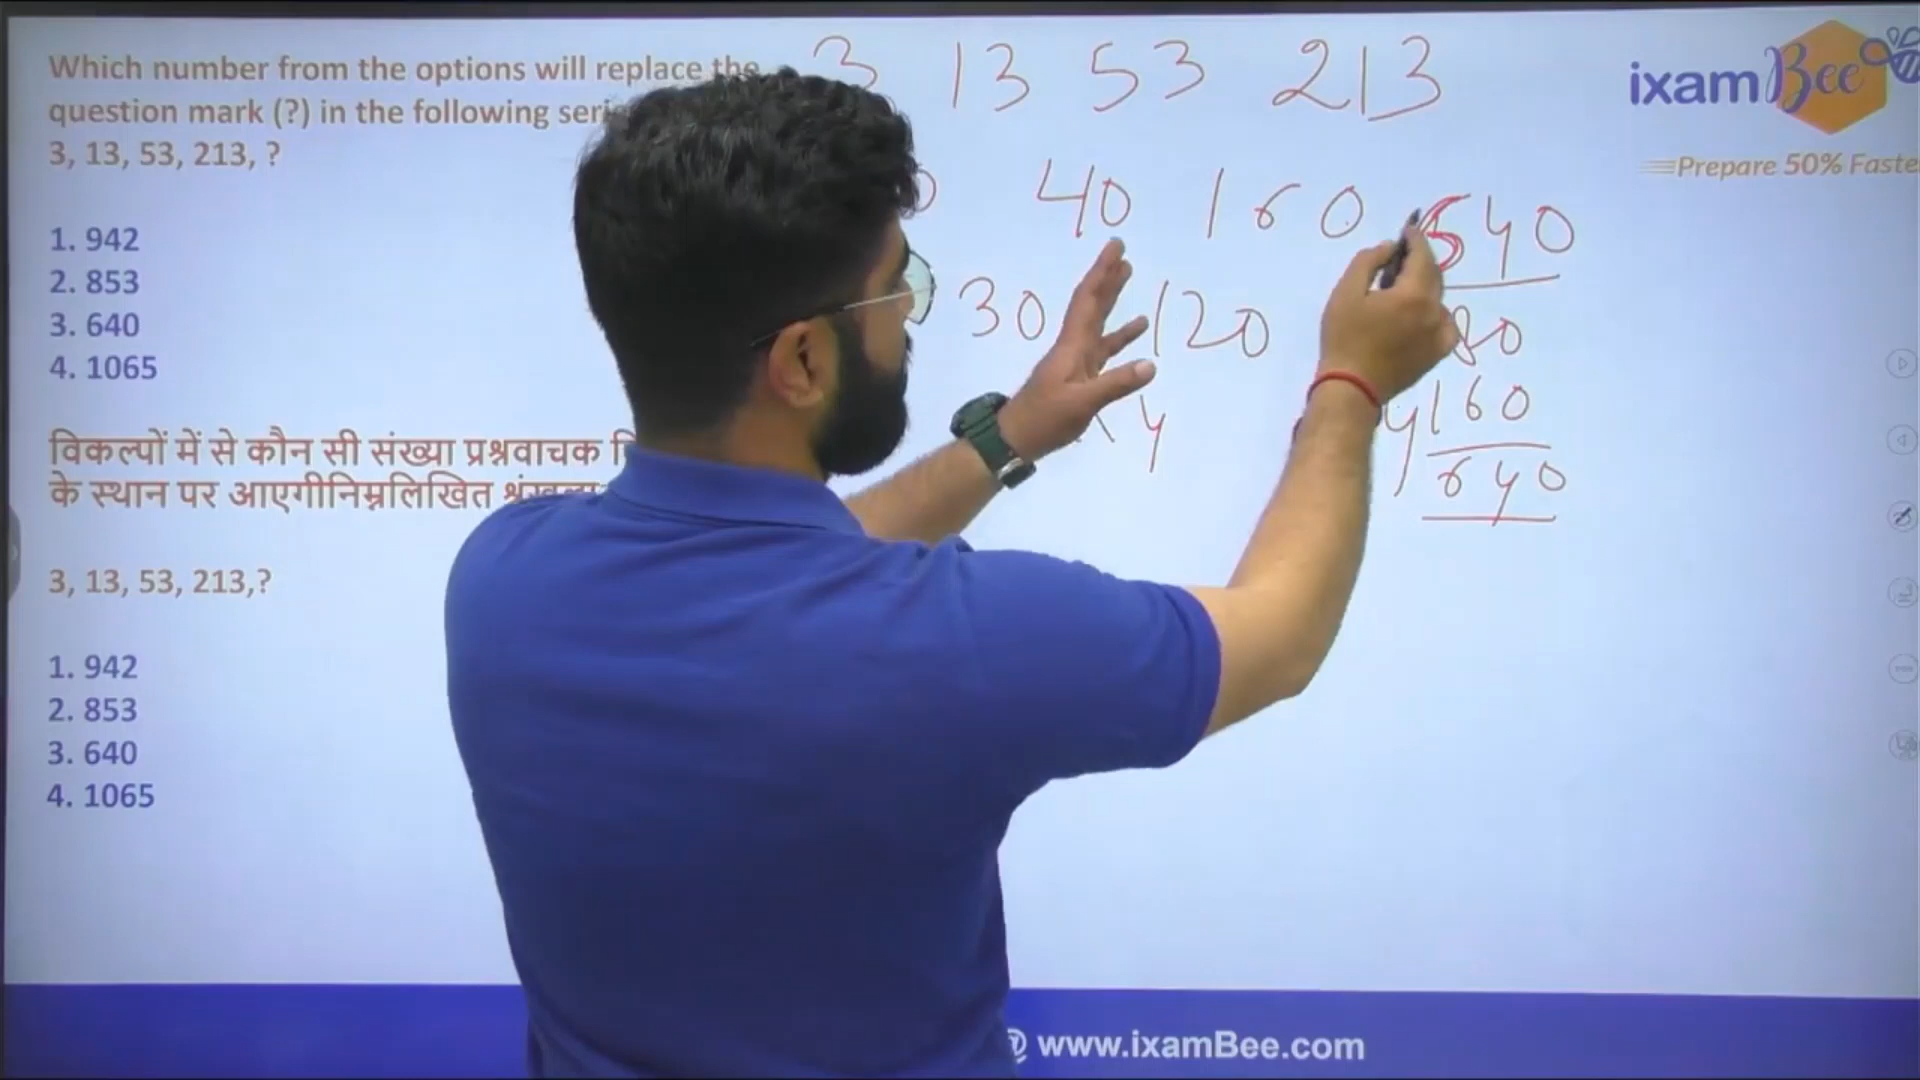 Which number from the options will replace the
question mark (?) in the following
3, 13, 53, 213, ?
1. 942
2. 853
3. 640
4. 1065
विकल्पों में से कौन सी संख्या प्रश्नवाचक
के स्थान पर आएगीनिम्नलिखित
3, 13, 53, 213,?
1. 942
2. 853
3. 640
4. 1065
3 13 53 213
40 160 640
30 120
160
640
ixamBee
Prepare 50% Faste
@ www.ixamBee.com